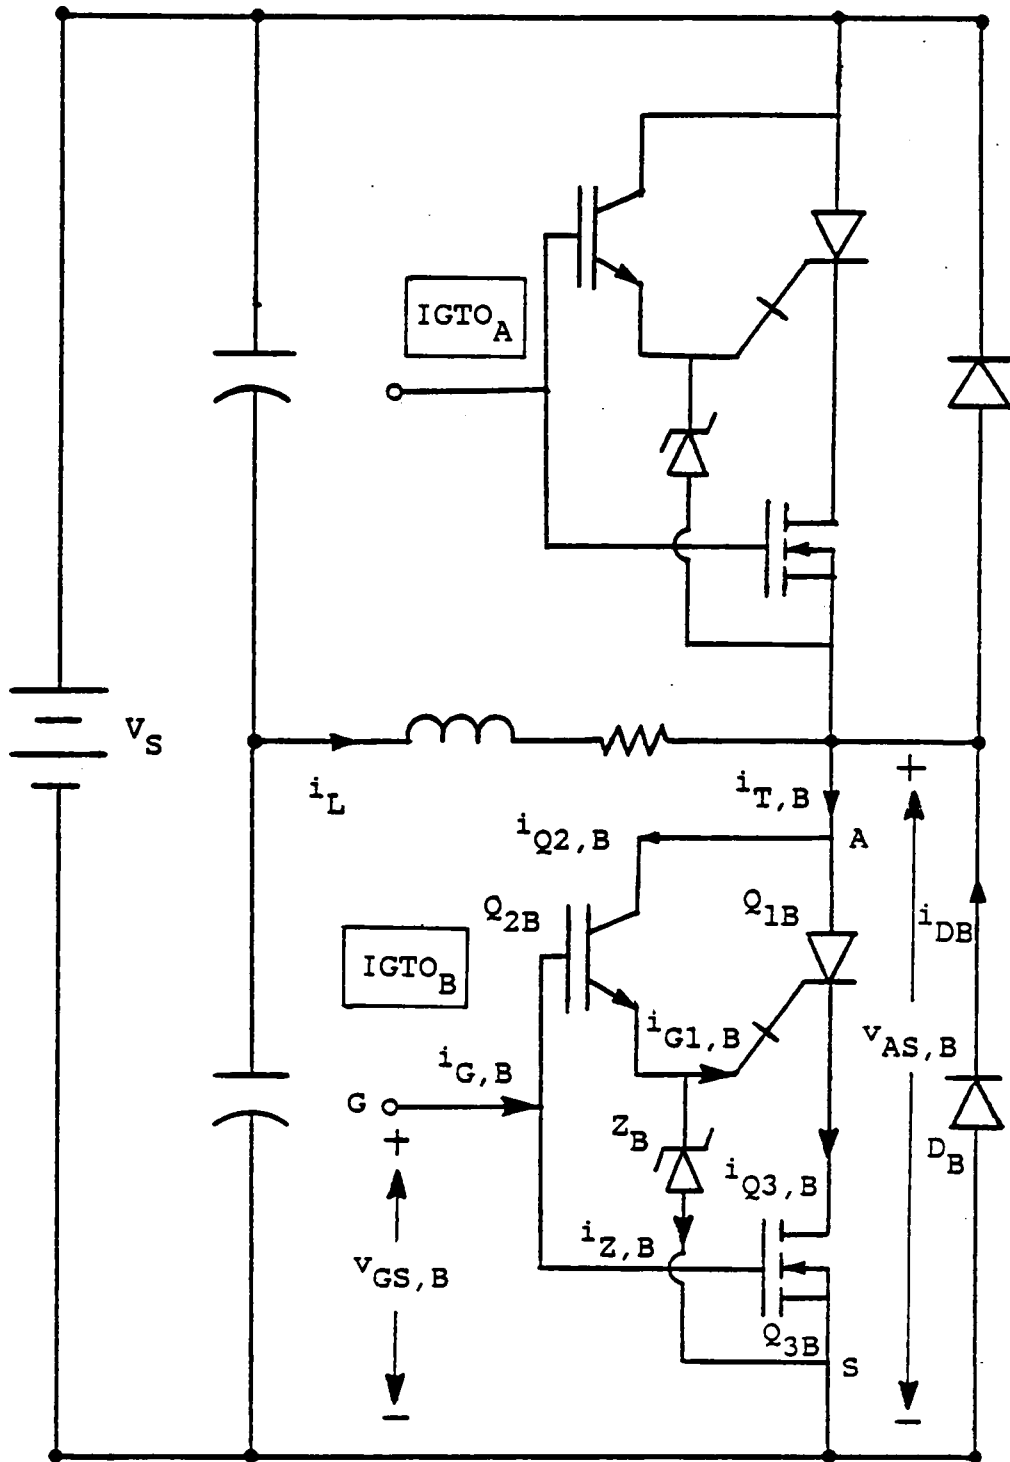 IGTO_A
V_S
i_L
i_T,B
i_Q2,B
A
Q_2B
Q_1B
i_DB
IGTO_B
i_G1,B
v_AS,B
i_G,B
G
+
+
Z_B
D_B
i_Q3,B
i_Z,B
v_GS,B
Q_3B
S
−
−